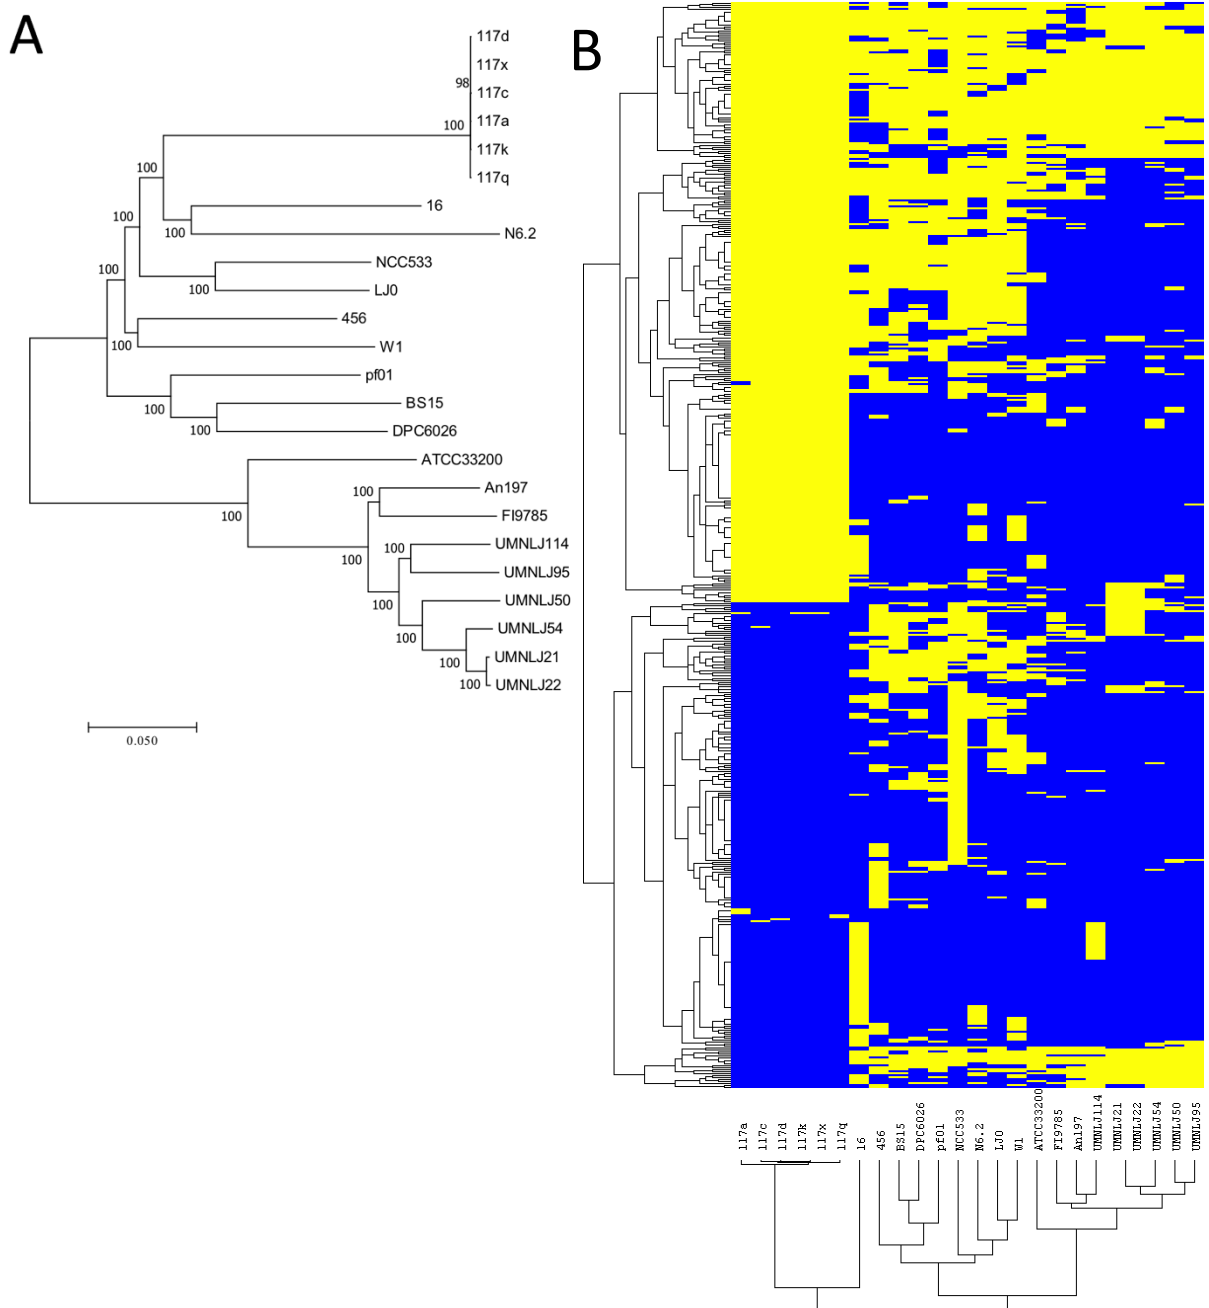 A
B
117d
117x
98
117c
100
117a
117k
117q
100
16
100
N6.2
100
NCC533
100
LJ0
100
456
100
W1
pf01
100
BS15
100
DPC6026
ATCC33200
100
An197
100
FI9785
100
UMNLJ114
100
UMNLJ95
100
UMNLJ50
100
UMNLJ54
100
UMNLJ21
100
UMNLJ22
0.050
117a
117c
117d
117k
117x
117q
16
456
BS15
DPC6026
pf01
NCC533
N6.2
LJ0
W1
ATCC33200
FI9785
An197
UMNLJ114
UMNLJ21
UMNLJ22
UMNLJ54
UMNLJ50
UMNLJ95